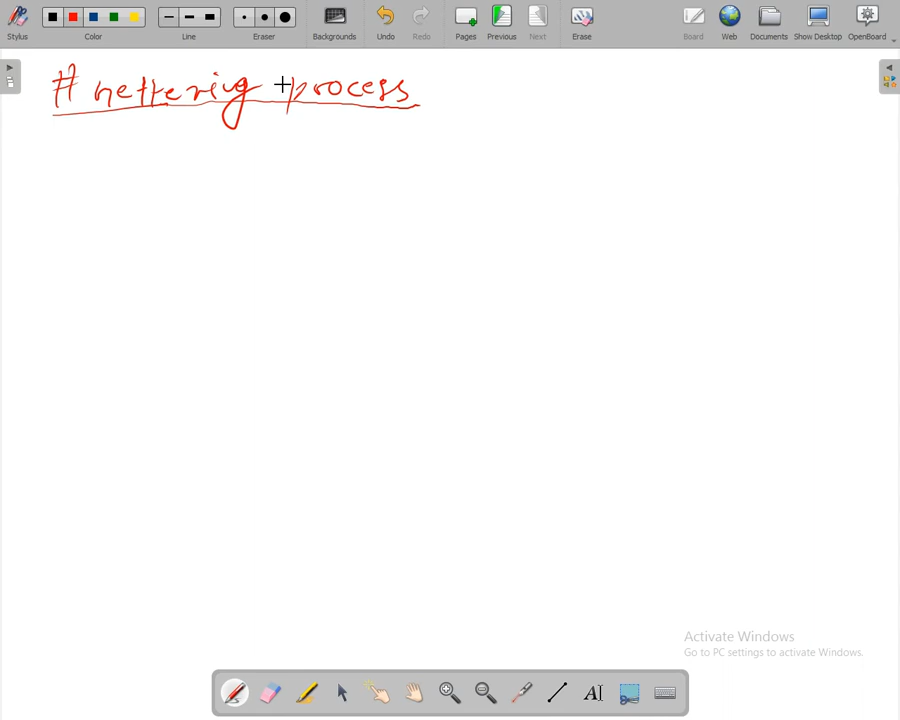 Stylus
Color
Line
Eraser
Backgrounds
Undo
Redo
Pages
Previous
Next
Erase
Board
Web
Documents
Show Desktop
OpenBoard
# nettering process
Activate Windows
Go to PC settings to activate Windows.